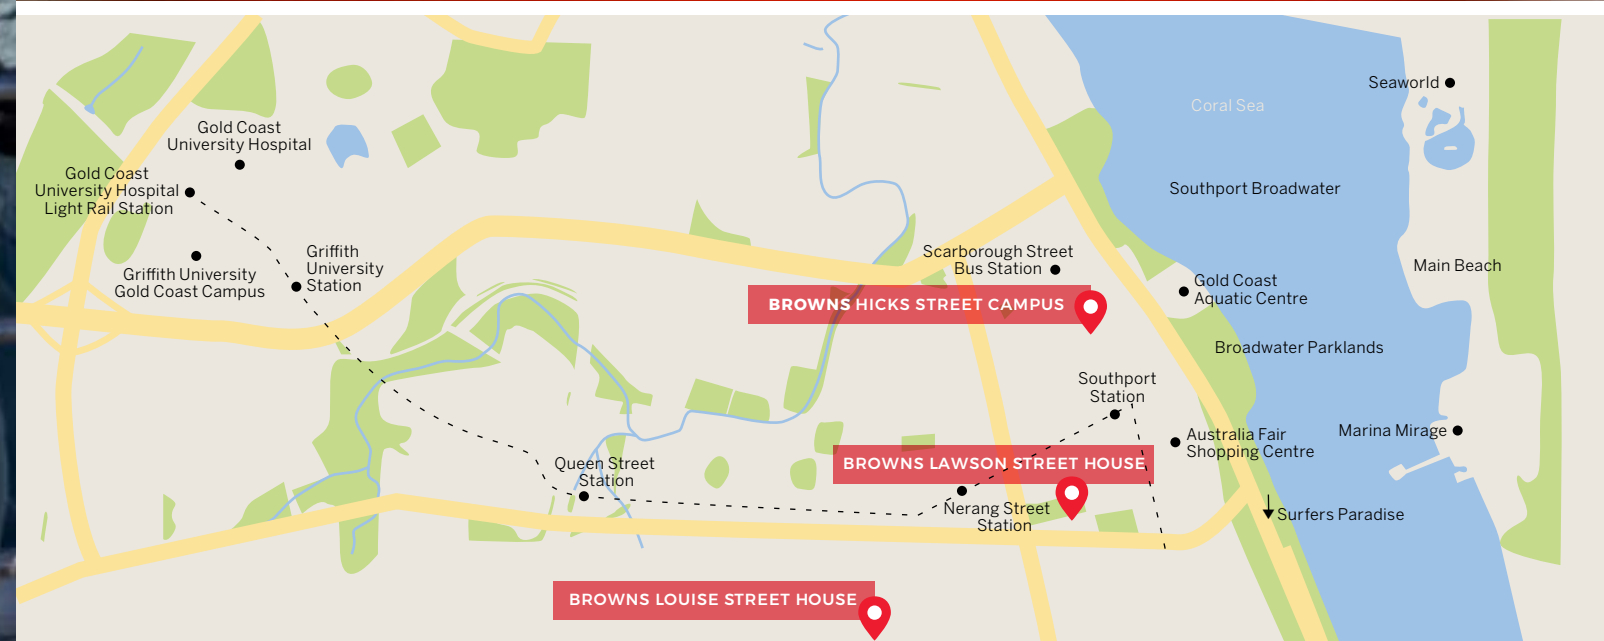 Seaworld
Coral Sea
Gold Coast
University Hospital
Gold Coast
University Hospital
Light Rail Station
Southport Broadwater
Griffith
University
Station
Scarborough Street
Bus Station
Main Beach
Griffith University
Gold Coast Campus
Gold Coast
Aquatic Centre
BROWNS HICKS STREET CAMPUS
Broadwater Parklands
Southport
Station
Marina Mirage
Australia Fair
Shopping Centre
BROWNS LAWSON STREET HOUSE
Queen Street
Station
Nerang Street
Station
Surfers Paradise
BROWNS LOUISE STREET HOUSE